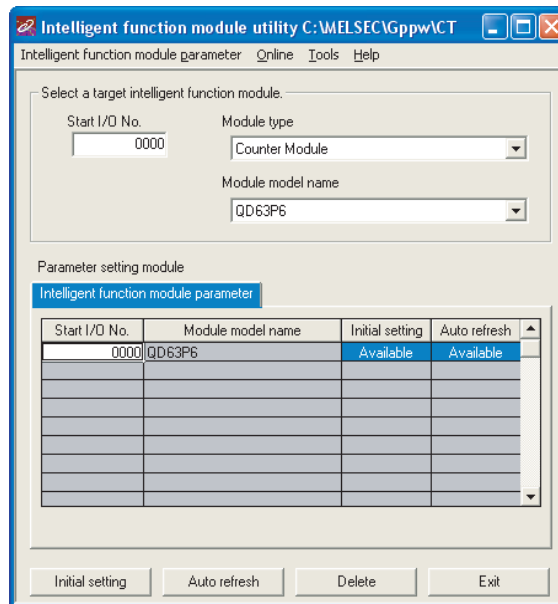 Intelligent function module utility C:\MELSEC\Gppw\CT
Intelligent function module parameter Online Tools Help
Select a target intelligent function module.
Start I/O No. Module type
0000 Counter Module
Module model name
QD63P6
Parameter setting module
Intelligent function module parameter
Start I/O No. Module model name Initial setting Auto refresh
0000 QD63P6 Available Available
Initial setting Auto refresh Delete Exit